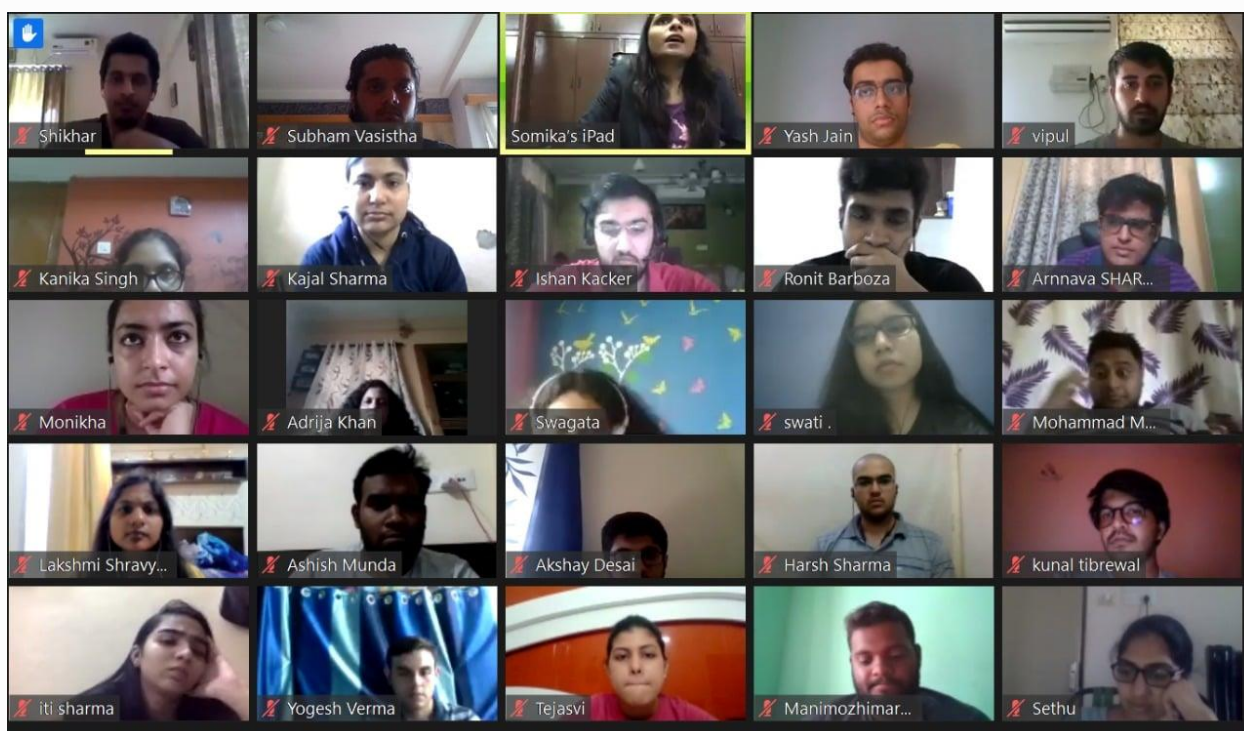 Shikhar
Subham Vasistha
Somika's iPad
Yash Jain
vipul
Kanika Singh
Kajal Sharma
Ishan Kacker
Ronit Barboza
Arnnava SHAR...
Monikha
Adrija Khan
Swagata
swati .
Mohammad M...
Lakshmi Shravy...
Ashish Munda
Akshay Desai
Harsh Sharma
kunal tibrewal
iti sharma
Yogesh Verma
Tejasvi
Manimozhimar...
Sethu